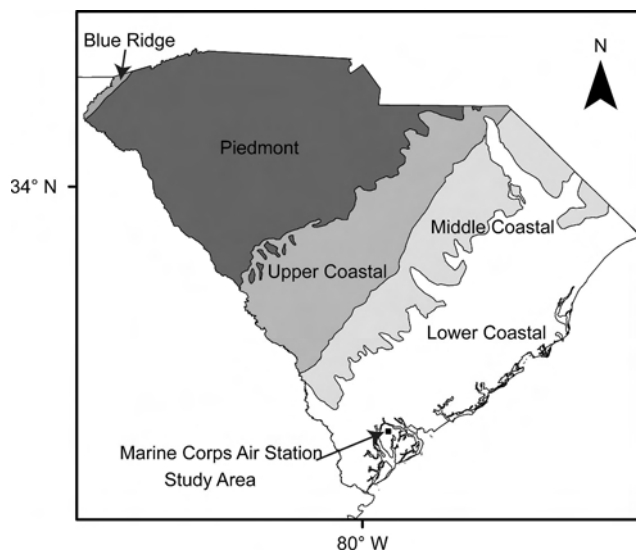 Blue Ridge
N
Piedmont
34° N
Middle Coastal
Upper Coastal
Lower Coastal
Marine Corps Air Station
Study Area
80° W